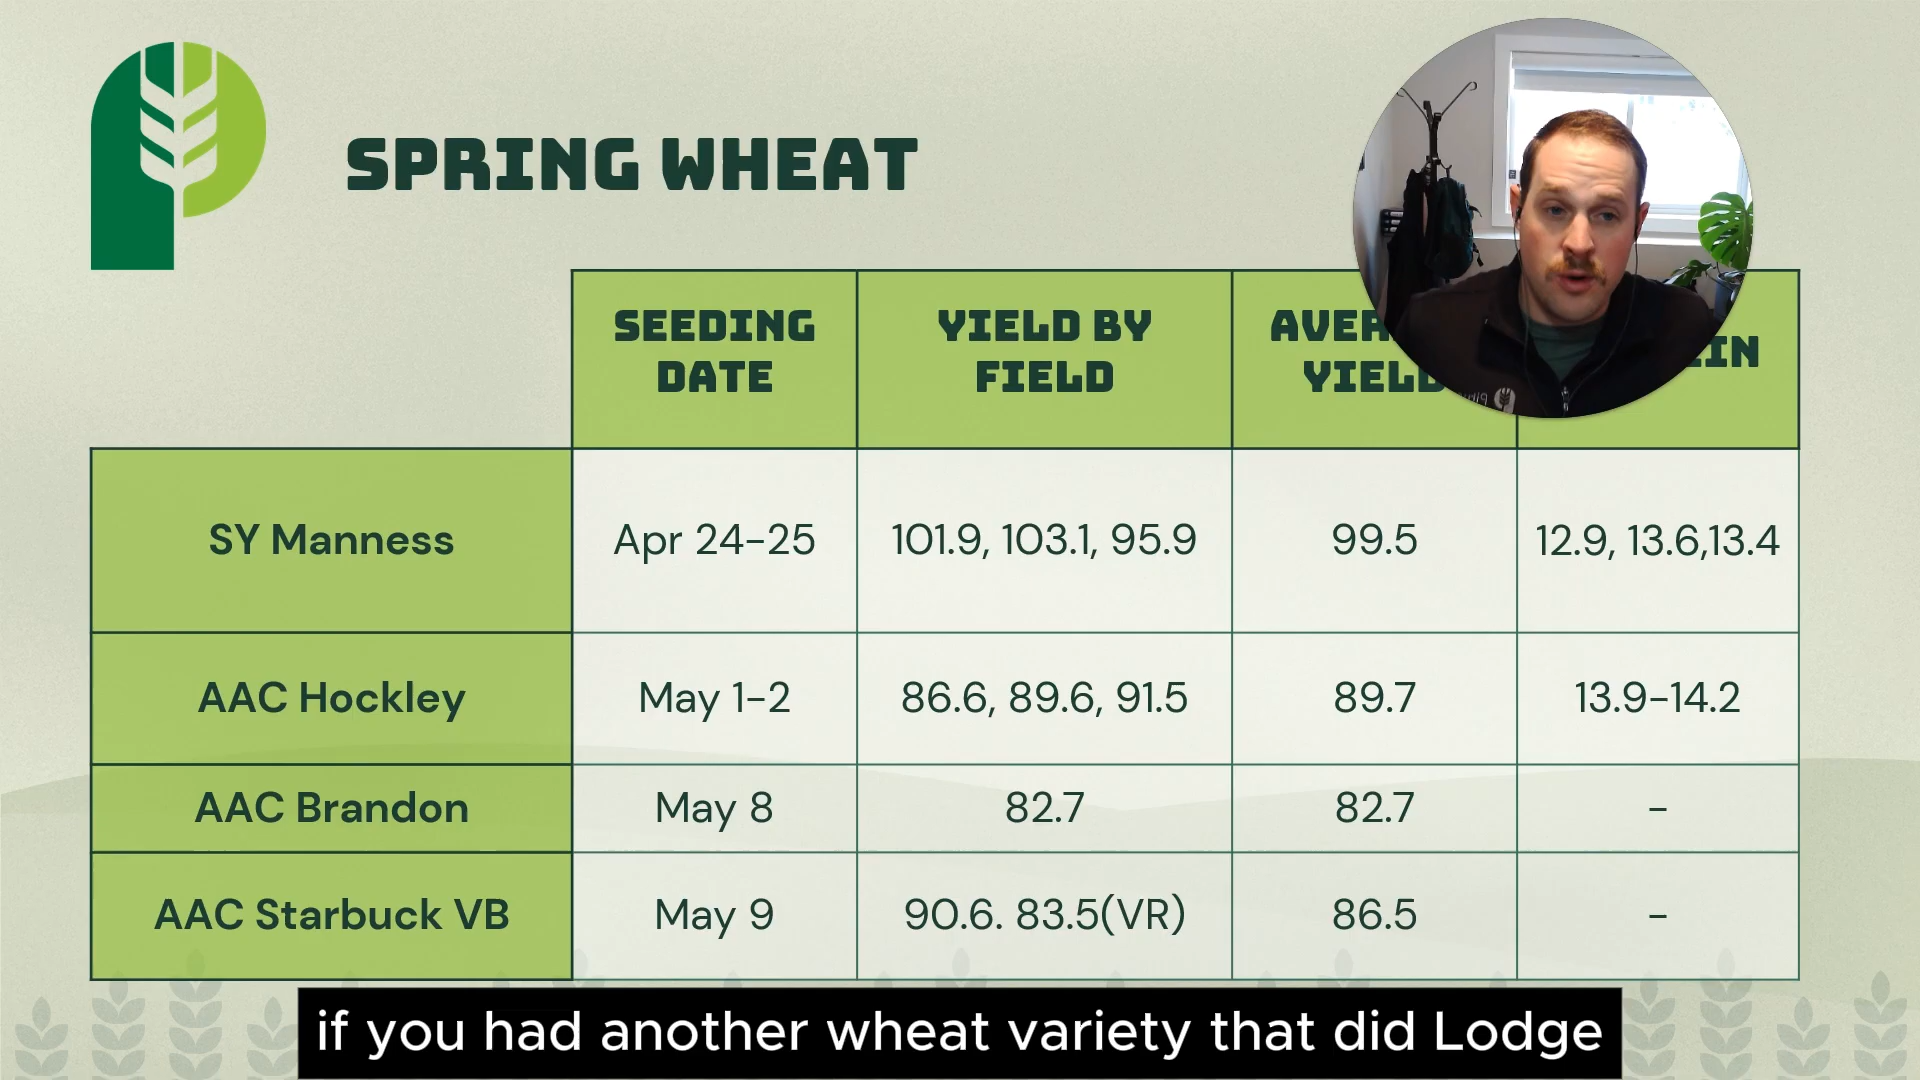 SPRING WHEAT
SEEDING DATE
YIELD BY FIELD
YIELD
SY Manness
Apr 24-25
101.9, 103.1, 95.9
99.5
12.9, 13.6,13.4
AAC Hockley
May 1-2
86.6, 89.6, 91.5
89.7
13.9-14.2
AAC Brandon
May 8
82.7
82.7
-
AAC Starbuck VB
May 9
90.6. 83.5(VR)
86.5
-
if you had another wheat variety that did Lodge